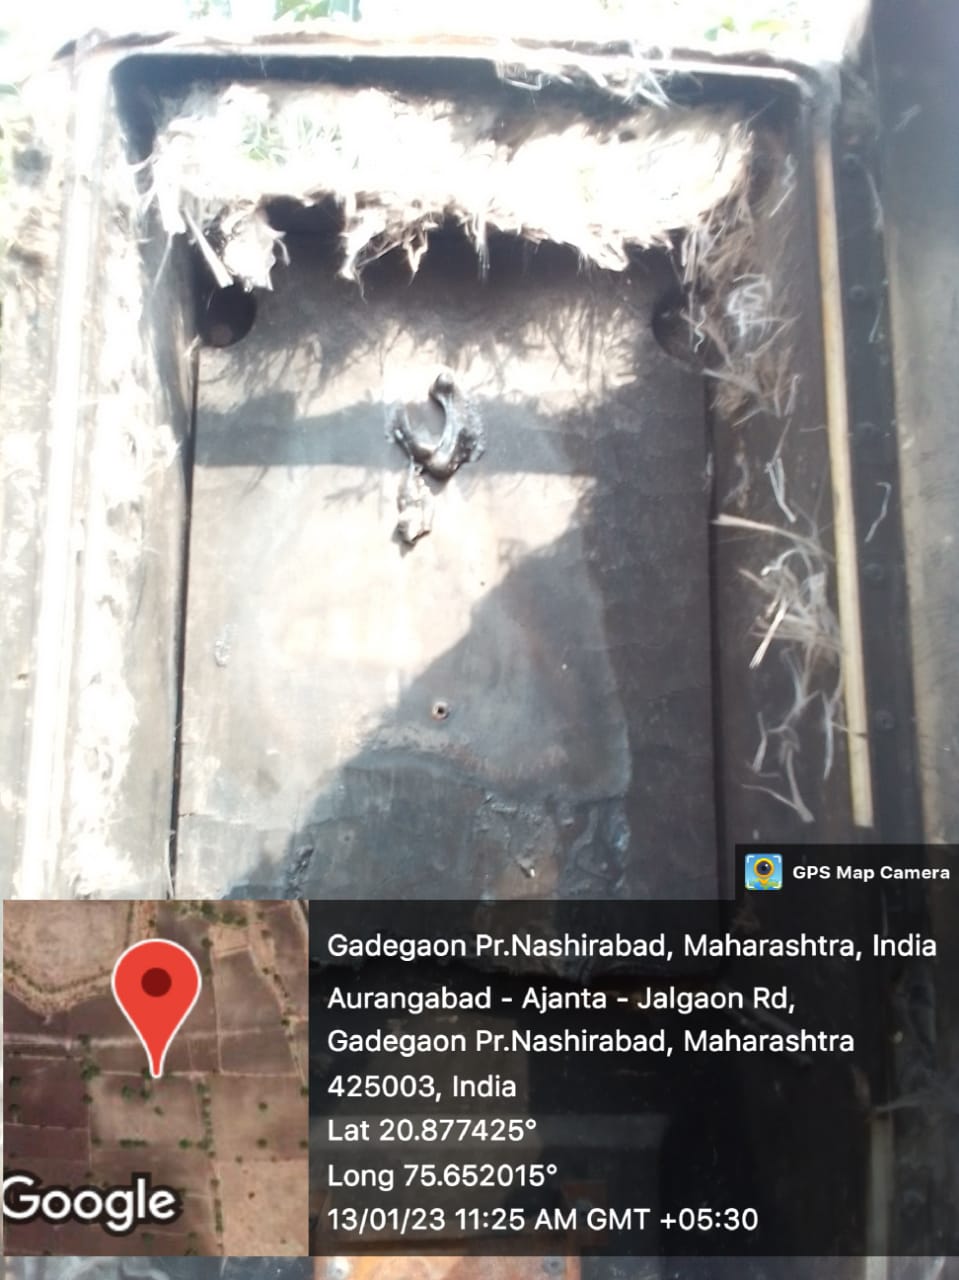 GPS Map Camera
Gadegaon Pr.Nashirabad, Maharashtra, India
Aurangabad - Ajanta - Jalgaon Rd,
Gadegaon Pr.Nashirabad, Maharashtra
425003, India
Lat 20.877425°
Long 75.652015°
13/01/23 11:25 AM GMT +05:30
Google